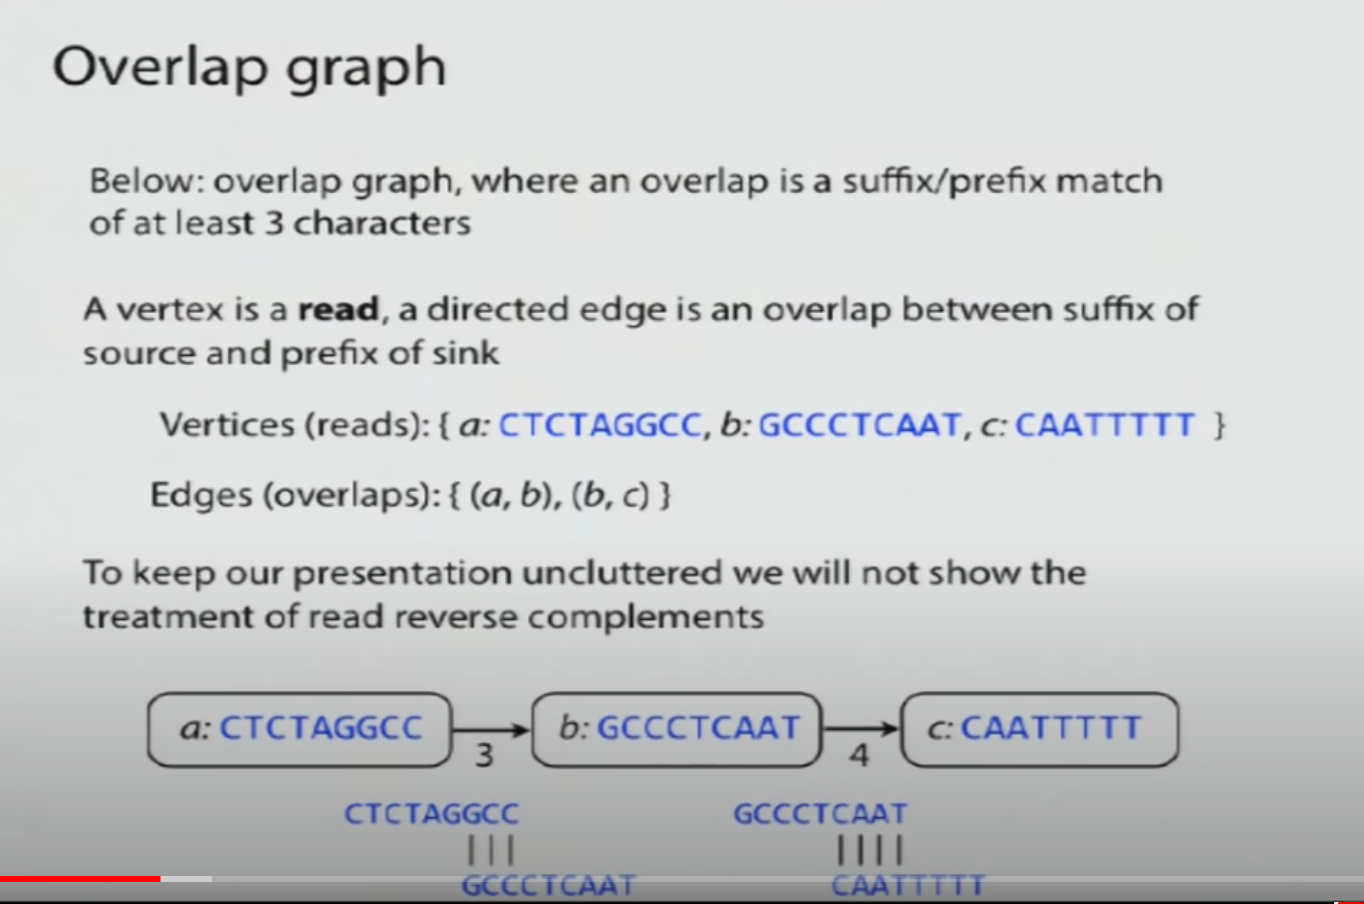 Overlap graph
Below: overlap graph, where an overlap is a suffix/prefix match
of at least 3 characters
A vertex is a read, a directed edge is an overlap between suffix of
source and prefix of sink
Vertices (reads): { a: CTCTAGGCC, b: GCCCTCAAT, c: CAATTTTT }
Edges (overlaps): { (a, b), (b, c) }
To keep our presentation uncluttered we will not show the
treatment of read reverse complements
a: CTCTAGGCC
3
b: GCCCTCAAT
4
c: CAATTTTT
CTCTAGGCC
GCCCTCAAT
GCCCTCAAT
CAATTTTT